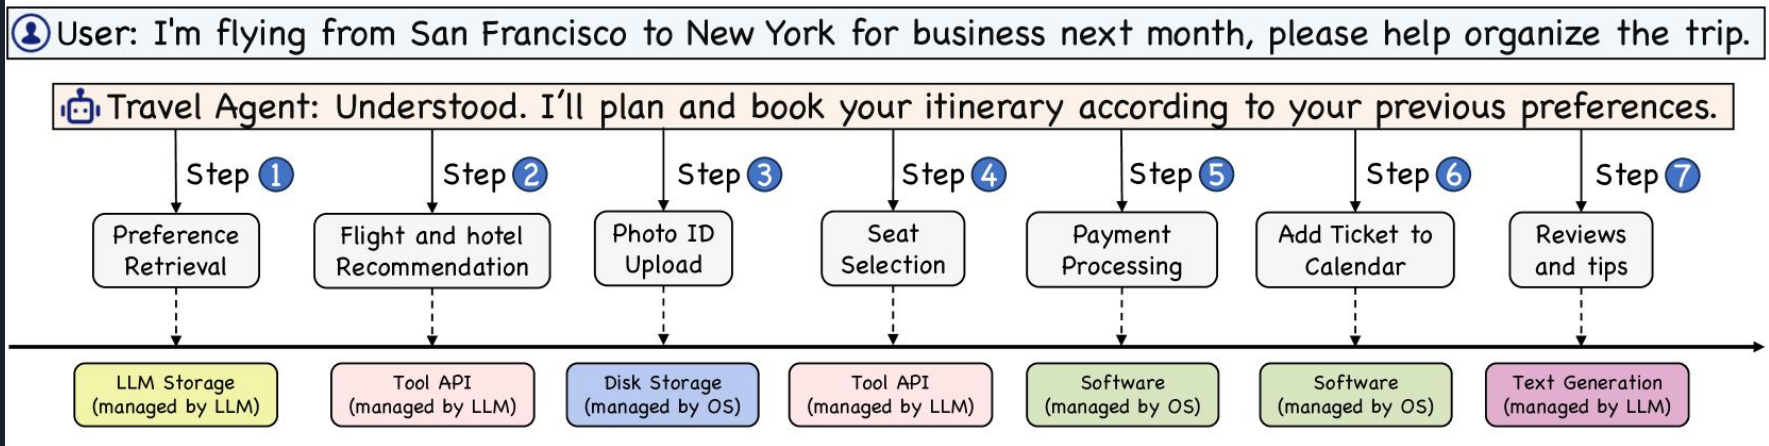 User: I'm flying from San Francisco to New York for business next month, please help organize the trip.
Travel Agent: Understood. I'll plan and book your itinerary according to your previous preferences.
Step 1
Step 2
Step 3
Step 4
Step 5
Step 6
Step 7
Preference
Retrieval
Flight and hotel
Recommendation
Photo ID
Upload
Seat
Selection
Payment
Processing
Add Ticket to
Calendar
Reviews
and tips
LLM Storage
(managed by LLM)
Tool API
(managed by LLM)
Disk Storage
(managed by OS)
Tool API
(managed by LLM)
Software
(managed by OS)
Software
(managed by OS)
Text Generation
(managed by LLM)